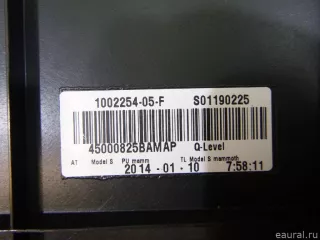 1002254-05-F S01190225
45000825BAMAP Q-Level
AT Model S PU mamm TL Model S mammoth
2014 -01 -10 7:58:11
eaural.ru